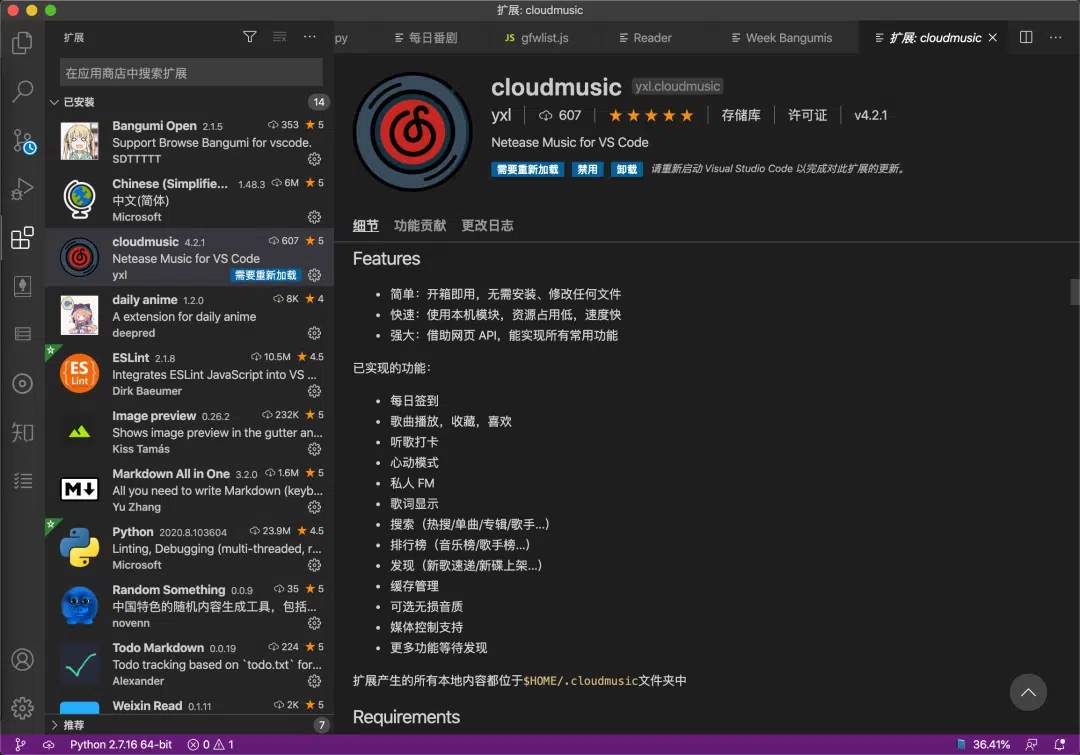 扩展: cloudmusic
扩展
py
每日番剧
JS gfwlist.js
Reader
Week Bangumis
扩展: cloudmusic
在应用商店中搜索扩展
已安装
14
Bangumi Open 2.1.5 353 ★ 5
Support Browse Bangumi for vscode.
SDTTTTT
Chinese (Simplifie... 1.48.3 6M ★ 5
中文(简体)
Microsoft
cloudmusic 4.2.1 607 ★ 5
Netease Music for VS Code
yxl 需要重新加载
daily anime 1.2.0 8K ★ 4
A extension for daily anime
deepred
ES Lint
ESLint 2.1.8 10.5M ★ 4.5
Integrates ESLint JavaScript into VS ...
Dirk Baeumer
Image preview 0.26.2 232K ★ 5
Shows image preview in the gutter an...
Kiss Tamás
M
Markdown All in One 3.2.0 1.6M ★ 5
All you need to write Markdown (keyb...
Yu Zhang
Python 2020.8.103604 23.9M ★ 4.5
Linting, Debugging (multi-threaded, r...
Microsoft
Random Something 0.0.9 35 ★ 5
中国特色的随机内容生成工具，包括...
novenn
Todo Markdown 0.0.19 224 ★ 5
Todo tracking based on `todo.txt` for...
Alexander
Weixin Read 0.1.11 2K ★ 5
推荐
7
知
cloudmusic yxl.cloudmusic
yxl 607 ★★★★★ 存储库 许可证 v4.2.1
Netease Music for VS Code
需要重新加载 禁用 卸载 请重新启动 Visual Studio Code 以完成对此扩展的更新。
细节 功能贡献 更改日志
Features
• 简单：开箱即用，无需安装、修改任何文件
• 快速：使用本机模块，资源占用低，速度快
• 强大：借助网页 API，能实现所有常用功能
已实现的功能：
• 每日签到
• 歌曲播放，收藏，喜欢
• 听歌打卡
• 心动模式
• 私人 FM
• 歌词显示
• 搜索（热搜/单曲/专辑/歌手...）
• 排行榜（音乐榜/歌手榜...）
• 发现（新歌速递/新碟上架...）
• 缓存管理
• 可选无损音质
• 媒体控制支持
• 更多功能等待发现
扩展产生的所有本地内容都位于$HOME/.cloudmusic文件夹中
Requirements
Python 2.7.16 64-bit 0 1 36.41%